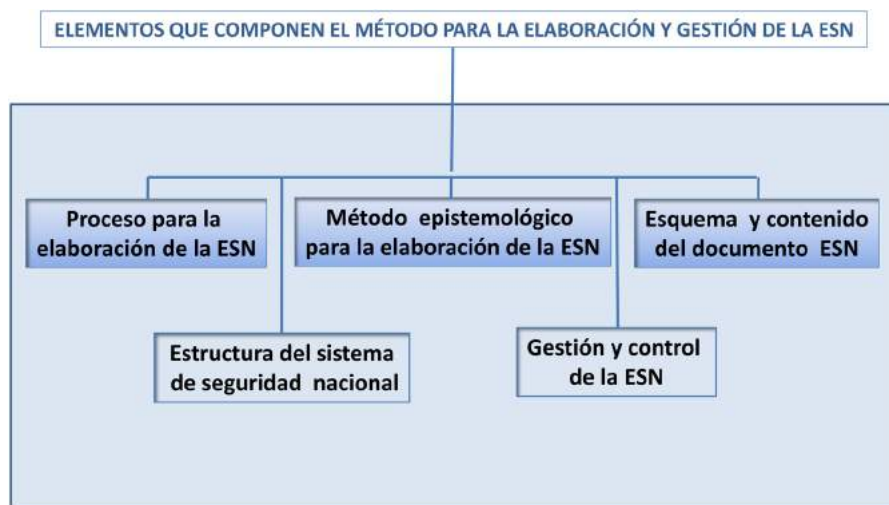 ELEMENTOS QUE COMPONEN EL MÉTODO PARA LA ELABORACIÓN Y GESTIÓN DE LA ESN
Proceso para la
elaboración de la ESN
Método epistemológico
para la elaboración de la ESN
Esquema y contenido
del documento ESN
Estructura del sistema
de seguridad nacional
Gestión y control
de la ESN